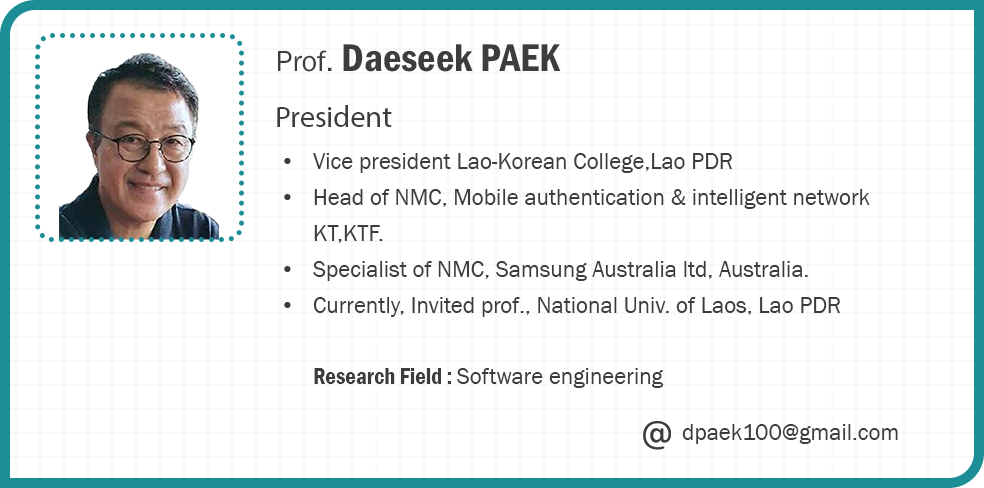 Prof. Daeseek PAEK
President
• Vice president Lao-Korean College,Lao PDR
• Head of NMC, Mobile authentication & intelligent network
KT,KTF.
• Specialist of NMC, Samsung Australia ltd, Australia.
• Currently, Invited prof., National Univ. of Laos, Lao PDR
Research Field : Software engineering
@ dpaek100@gmail.com